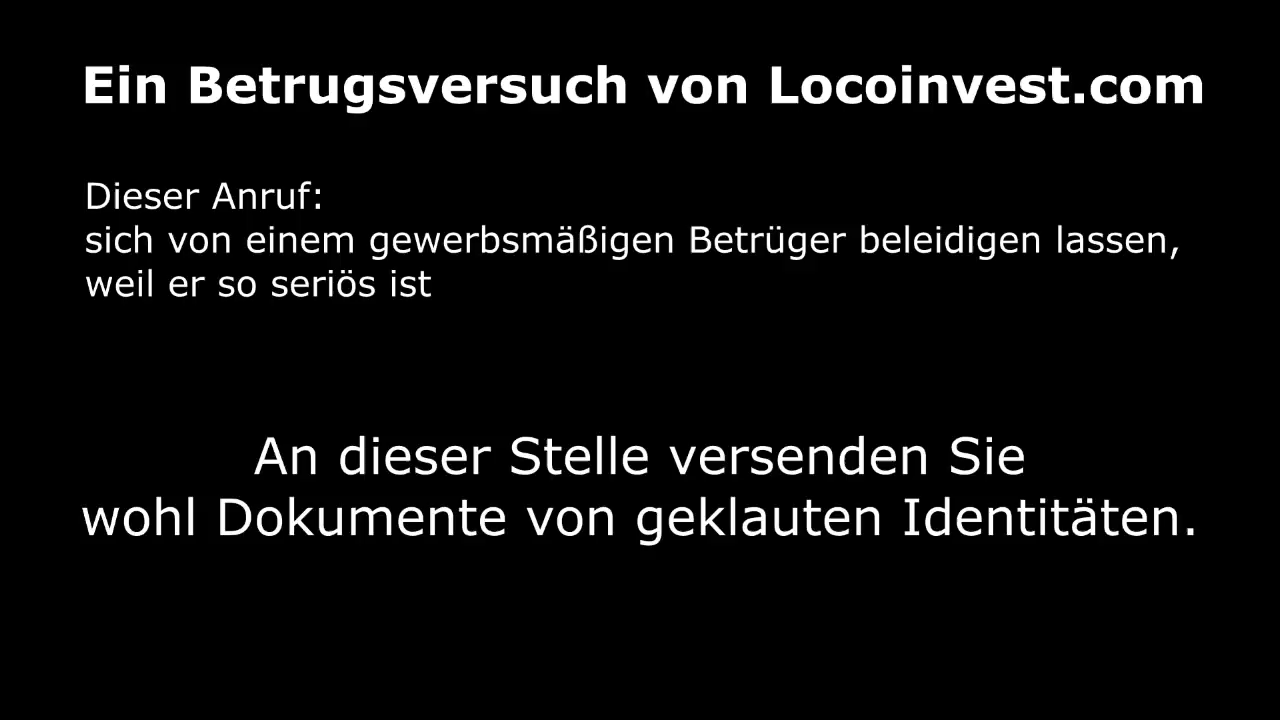 Ein Betrugsversuch von Locoinvest.com
Dieser Anruf:
sich von einem gewerbsmäßigen Betrüger beleidigen lassen,
weil er so seriös ist
An dieser Stelle versenden Sie
wohl Dokumente von geklauten Identitäten.